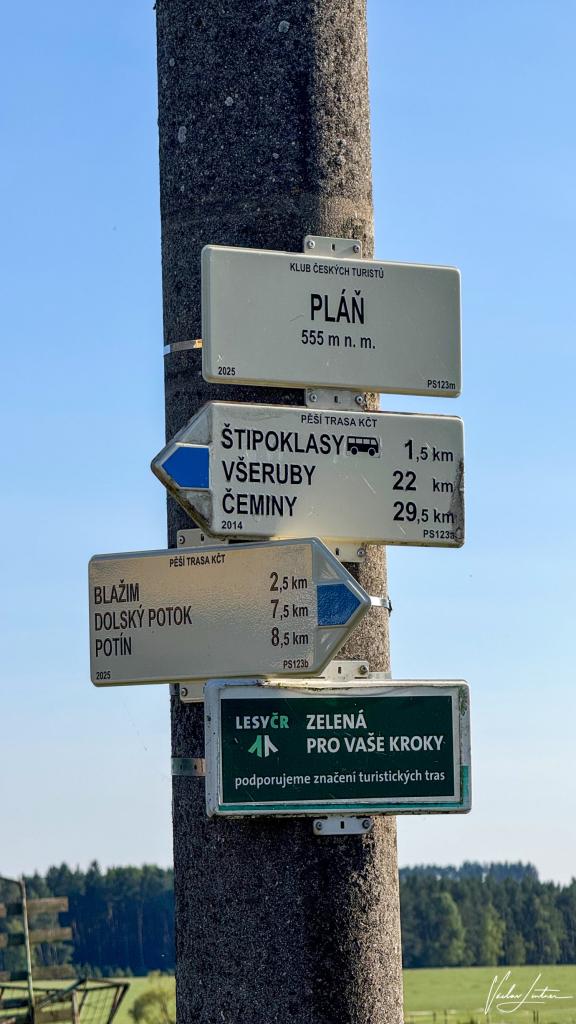 KLUB ČESKÝCH TURISTŮ
PLÁŇ
555 m n. m.
2025 PS123m
PĚŠÍ TRASA KČT
ŠTIPOKLASY 1,5 km
VŠERUBY 22 km
ČEMINY 29,5 km
2014 PS123a
PĚŠÍ TRASA KČT
BLAŽIM 2,5 km
DOLSKÝ POTOK 7,5 km
POTÍN 8,5 km
2025 PS123b
LESYČR ZELENÁ
PRO VAŠE KROKY
podporujeme značení turistických tras